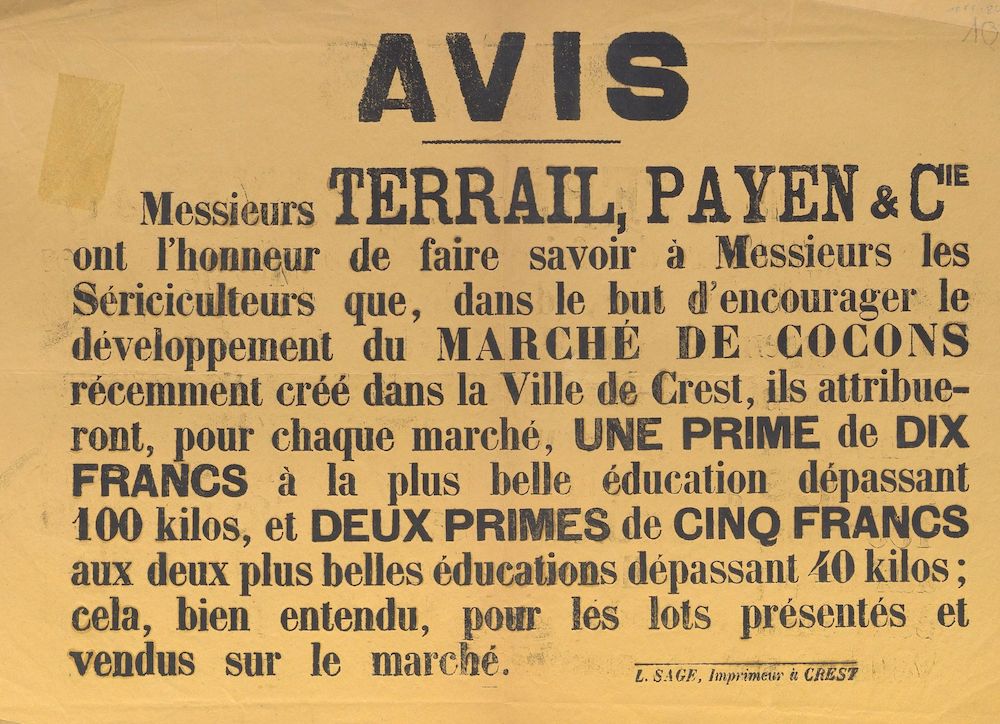 AVIS
Messieurs TERRAIL, PAYEN & CIE
ont l'honneur de faire savoir à Messieurs les
Sériciculteurs que, dans le but d'encourager le
développement du MARCHÉ DE COCONS
récemment créé dans la Ville de Crest, ils attribue-
ront, pour chaque marché, UNE PRIME de DIX
FRANCS à la plus belle éducation dépassant
100 kilos, et DEUX PRIMES de CINQ FRANCS
aux deux plus belles éducations dépassant 40 kilos ;
cela, bien entendu, pour les lots présentés et
vendus sur le marché.
L. SAGE, Imprimeur à CREST